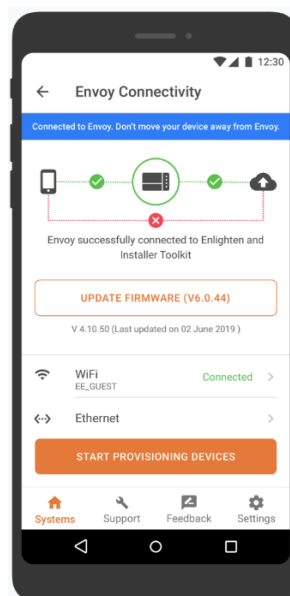 12:30
Envoy Connectivity
Connected to Envoy. Don't move your device away from Envoy.
Envoy successfully connected to Enlighten and
Installer Toolkit
UPDATE FIRMWARE (V6.0.44)
V 4.10.50 (Last updated on 02 June 2019 )
WiFi
Connected
EE_GUEST
Ethernet
START PROVISIONING DEVICES
Systems Support Feedback Settings